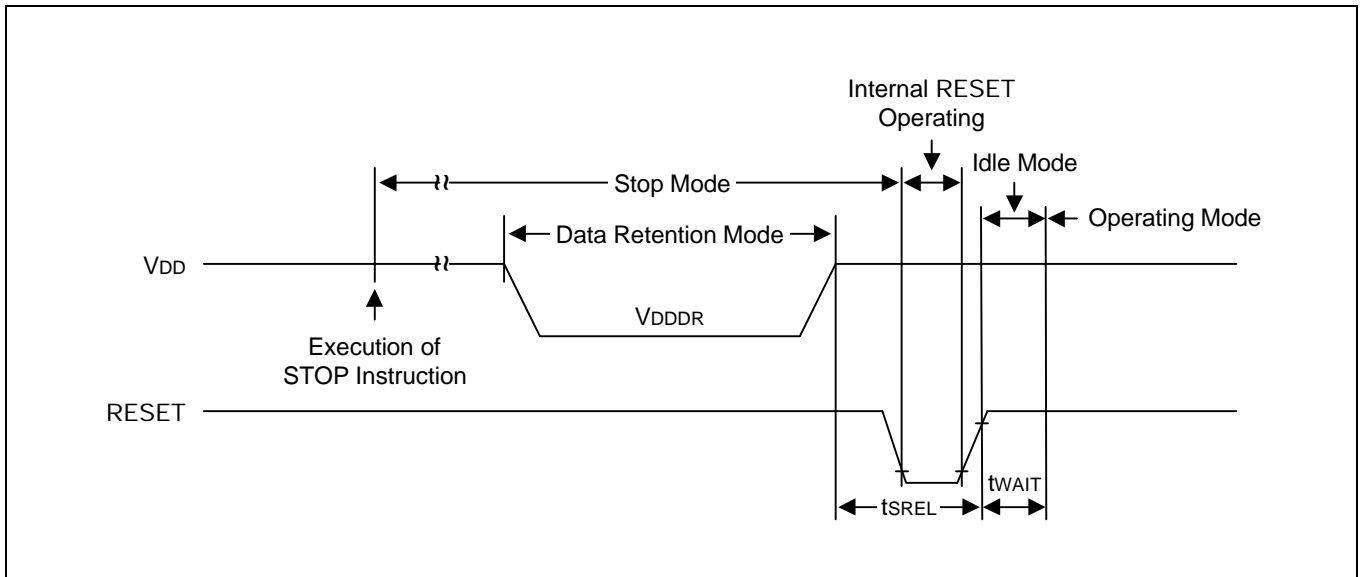 Internal RESET
Operating
Idle Mode
Stop Mode
Operating Mode
Data Retention Mode
VDD
VDDDR
Execution of
STOP Instruction
RESET
tWAIT
tSREL